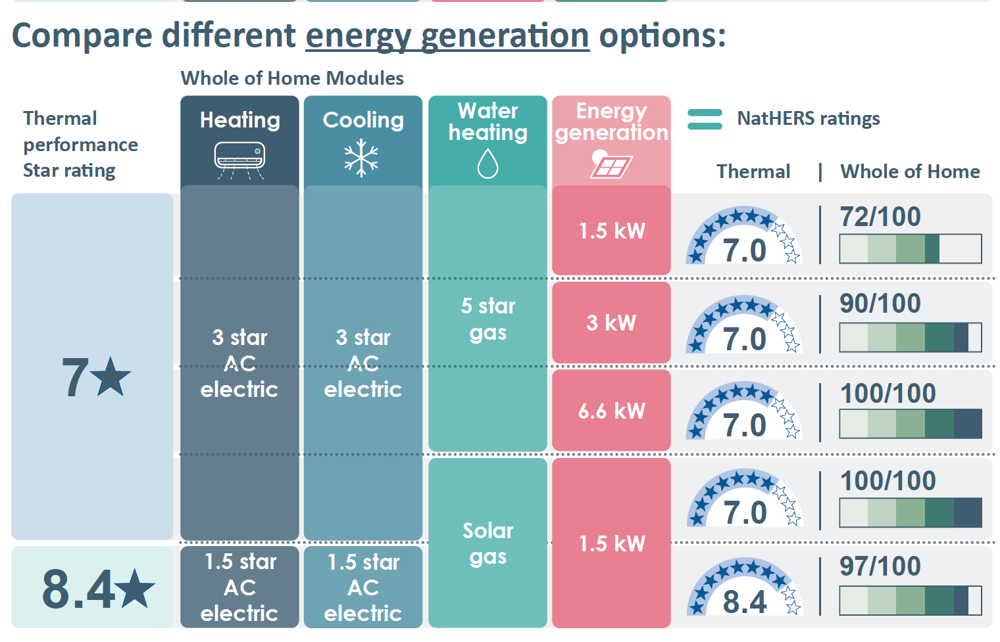 Compare different energy generation options:
Whole of Home Modules
Thermal
performance
Star rating
Heating
Cooling
Water
heating
Energy
generation
NatHERS ratings
Thermal | Whole of Home
7
3 star
AC
electric
3 star
AC
electric
5 star
gas
1.5 kW
7.0
72/100
3 kW
7.0
90/100
6.6 kW
7.0
100/100
Solar
gas
1.5 kW
7.0
100/100
8.4
1.5 star
AC
electric
1.5 star
AC
electric
8.4
97/100